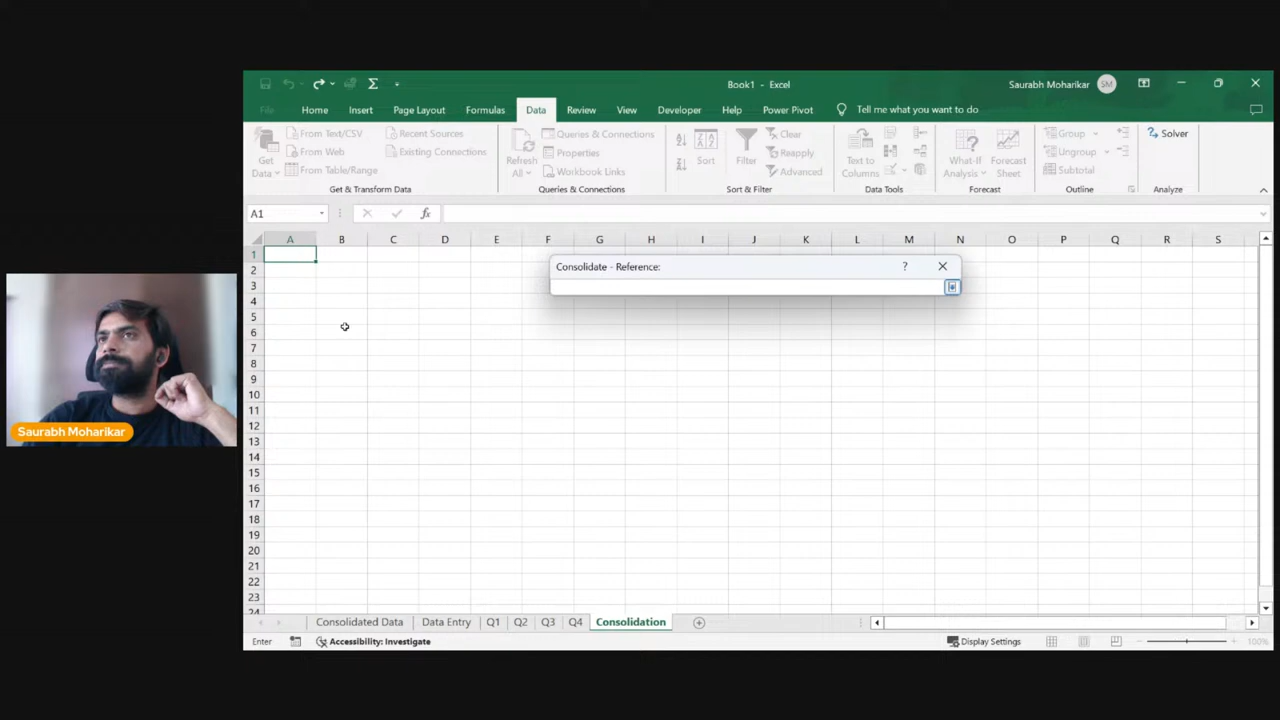 Book1 - Excel
Saurabh Moharikar
SM
File
Home
Insert
Page Layout
Formulas
Data
Review
View
Developer
Help
Power Pivot
Tell me what you want to do
Get
Data
From Text/CSV
From Web
From Table/Range
Recent Sources
Existing Connections
Get & Transform Data
Refresh
All
Queries & Connections
Properties
Workbook Links
Queries & Connections
Sort
Filter
Clear
Reapply
Advanced
Sort & Filter
Text to
Columns
Data Tools
What-If
Analysis
Forecast
Sheet
Forecast
Group
Ungroup
Subtotal
Outline
Solver
Analyze
A1
fx
A B C D E F G H I J K L M N O P Q R S
1
2
3
4
5
6
7
8
9
10
11
12
13
14
15
16
17
18
19
20
21
22
23
24
Consolidate - Reference:
?
Saurabh Moharikar
Consolidated Data
Data Entry
Q1
Q2
Q3
Q4
Consolidation
Enter
Accessibility: Investigate
Display Settings
100%